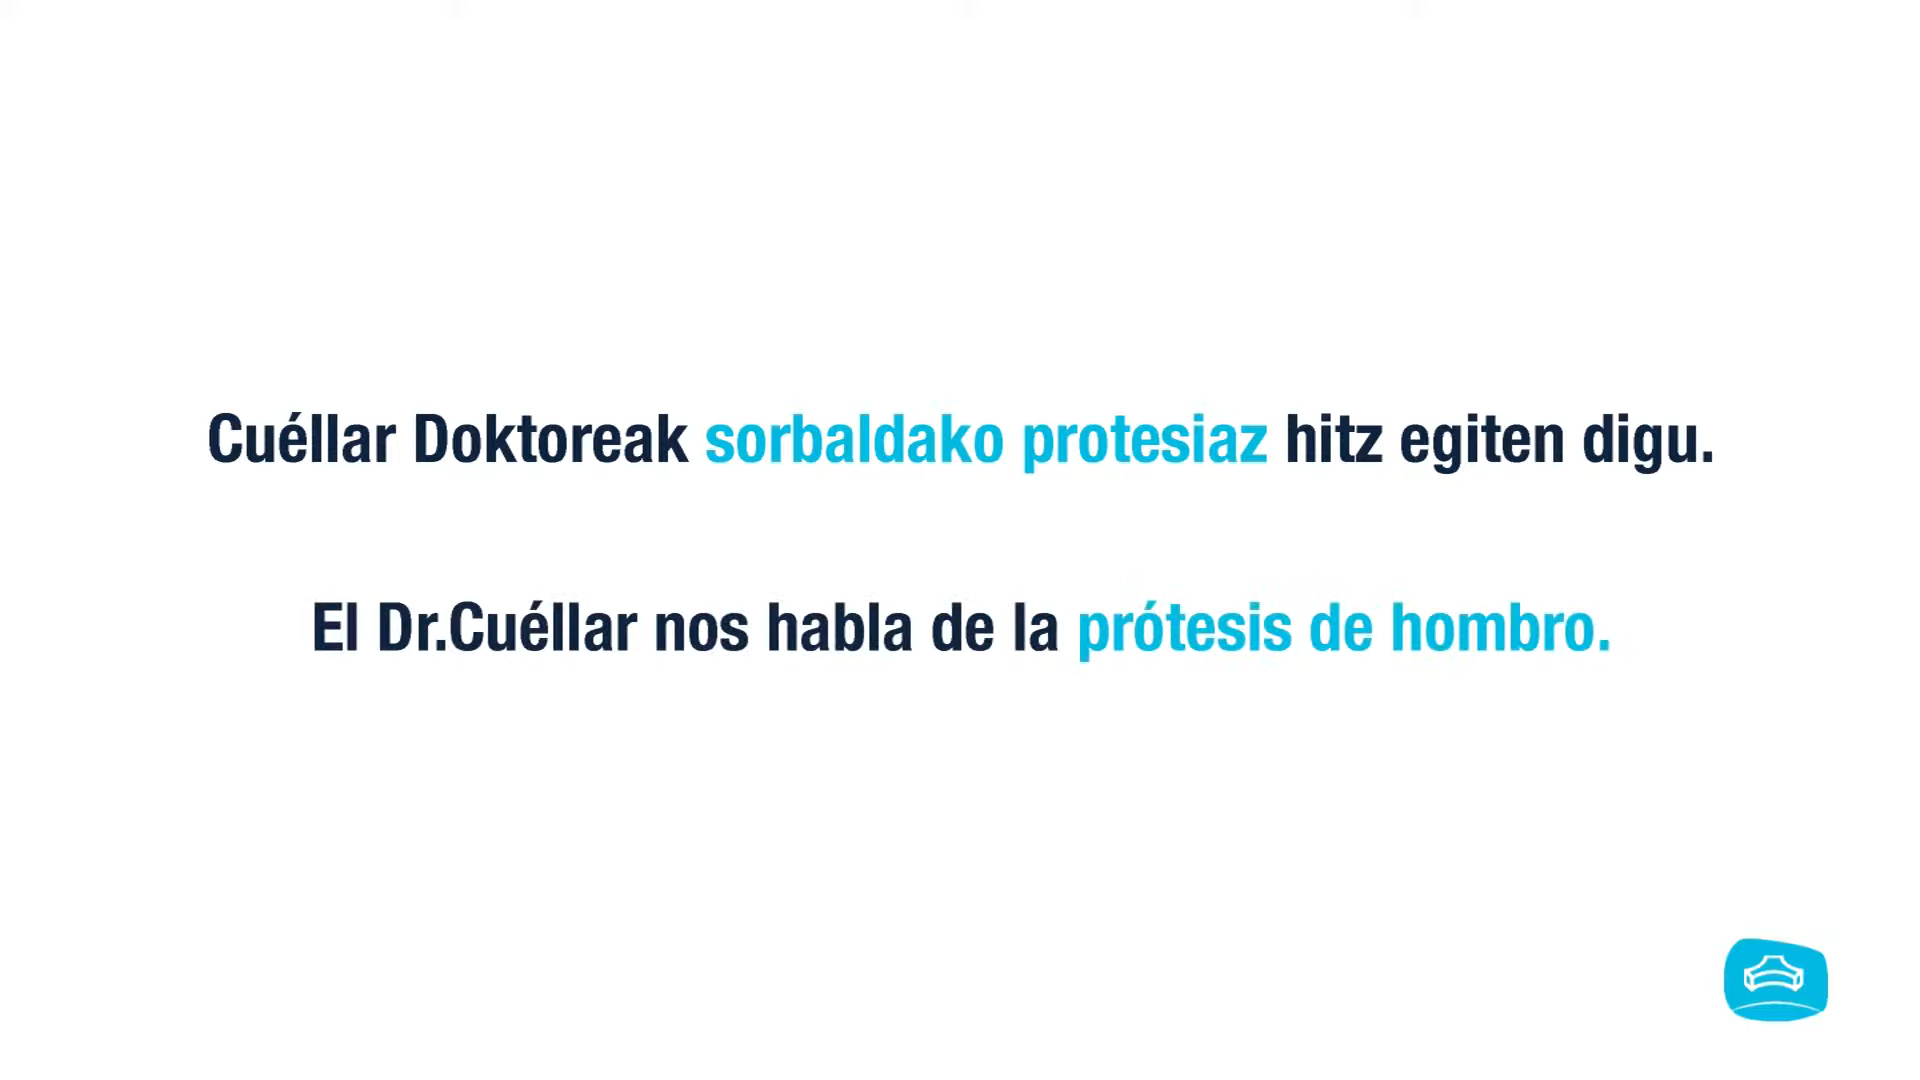 Cuéllar Doktoreak sorbaldako protesiaz hitz egiten digu.
El Dr.Cuéllar nos habla de la prótesis de hombro.